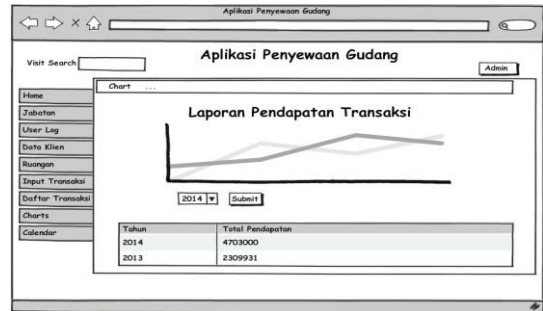 Aplikasi Penyewaan Gudang
Aplikasi Penyewaan Gudang
Visit Search
Admin
Chart ...
Home
Jabatan
User Log
Data Klien
Ruangan
Input Transaksi
Daftar Transaksi
Charts
Calendar
Laporan Pendapatan Transaksi
2014 Submit
Tahun Total Pendapatan
2014 4703000
2013 2309931